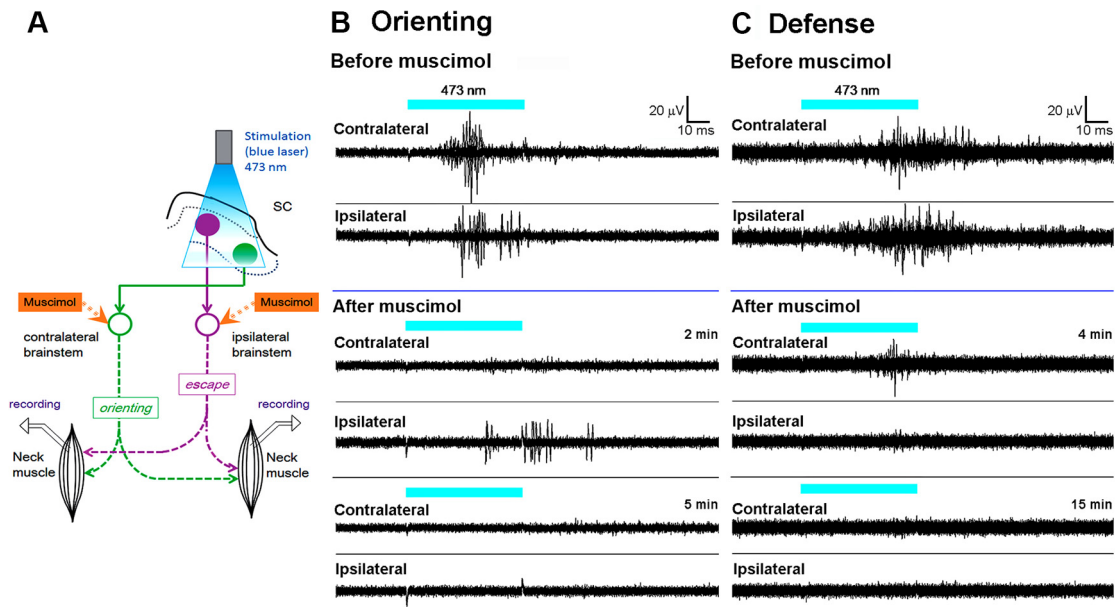 A
Stimulation
(blue laser)
473 nm
SC
Muscimol
Muscimol
contralateral
brainstem
ipsilateral
brainstem
escape
orienting
recording
recording
Neck
muscle
Neck
muscle
B Orienting
Before muscimol
473 nm
20 µV
10 ms
Contralateral
Ipsilateral
After muscimol
2 min
Contralateral
Ipsilateral
5 min
Contralateral
Ipsilateral
C Defense
Before muscimol
473 nm
20 µV
10 ms
Contralateral
Ipsilateral
After muscimol
4 min
Contralateral
Ipsilateral
15 min
Contralateral
Ipsilateral